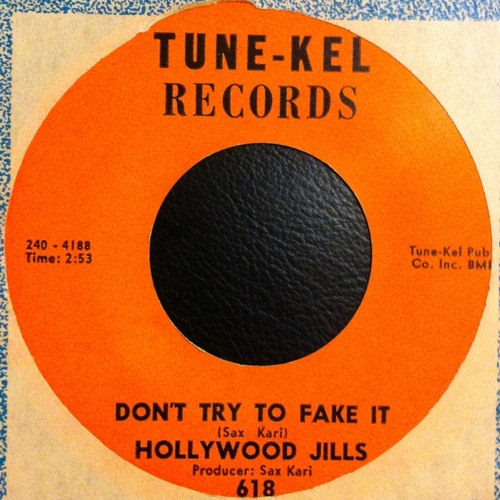 TUNE-KEL
RECORDS
240 - 4188
Time: 2:53
Tune-Kel Pub
Co. Inc. BMI
DON'T TRY TO FAKE IT
(Sax Kari)
HOLLYWOOD JILLS
Producer: Sax Kari
618